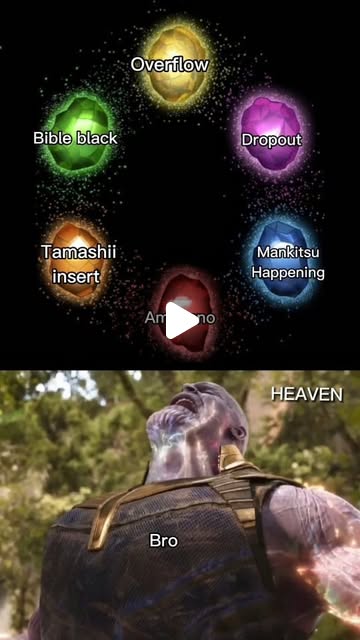 Overflow
Bible black
Dropout
Tamashii
insert
Mankitsu
Happening
HEAVEN
Bro